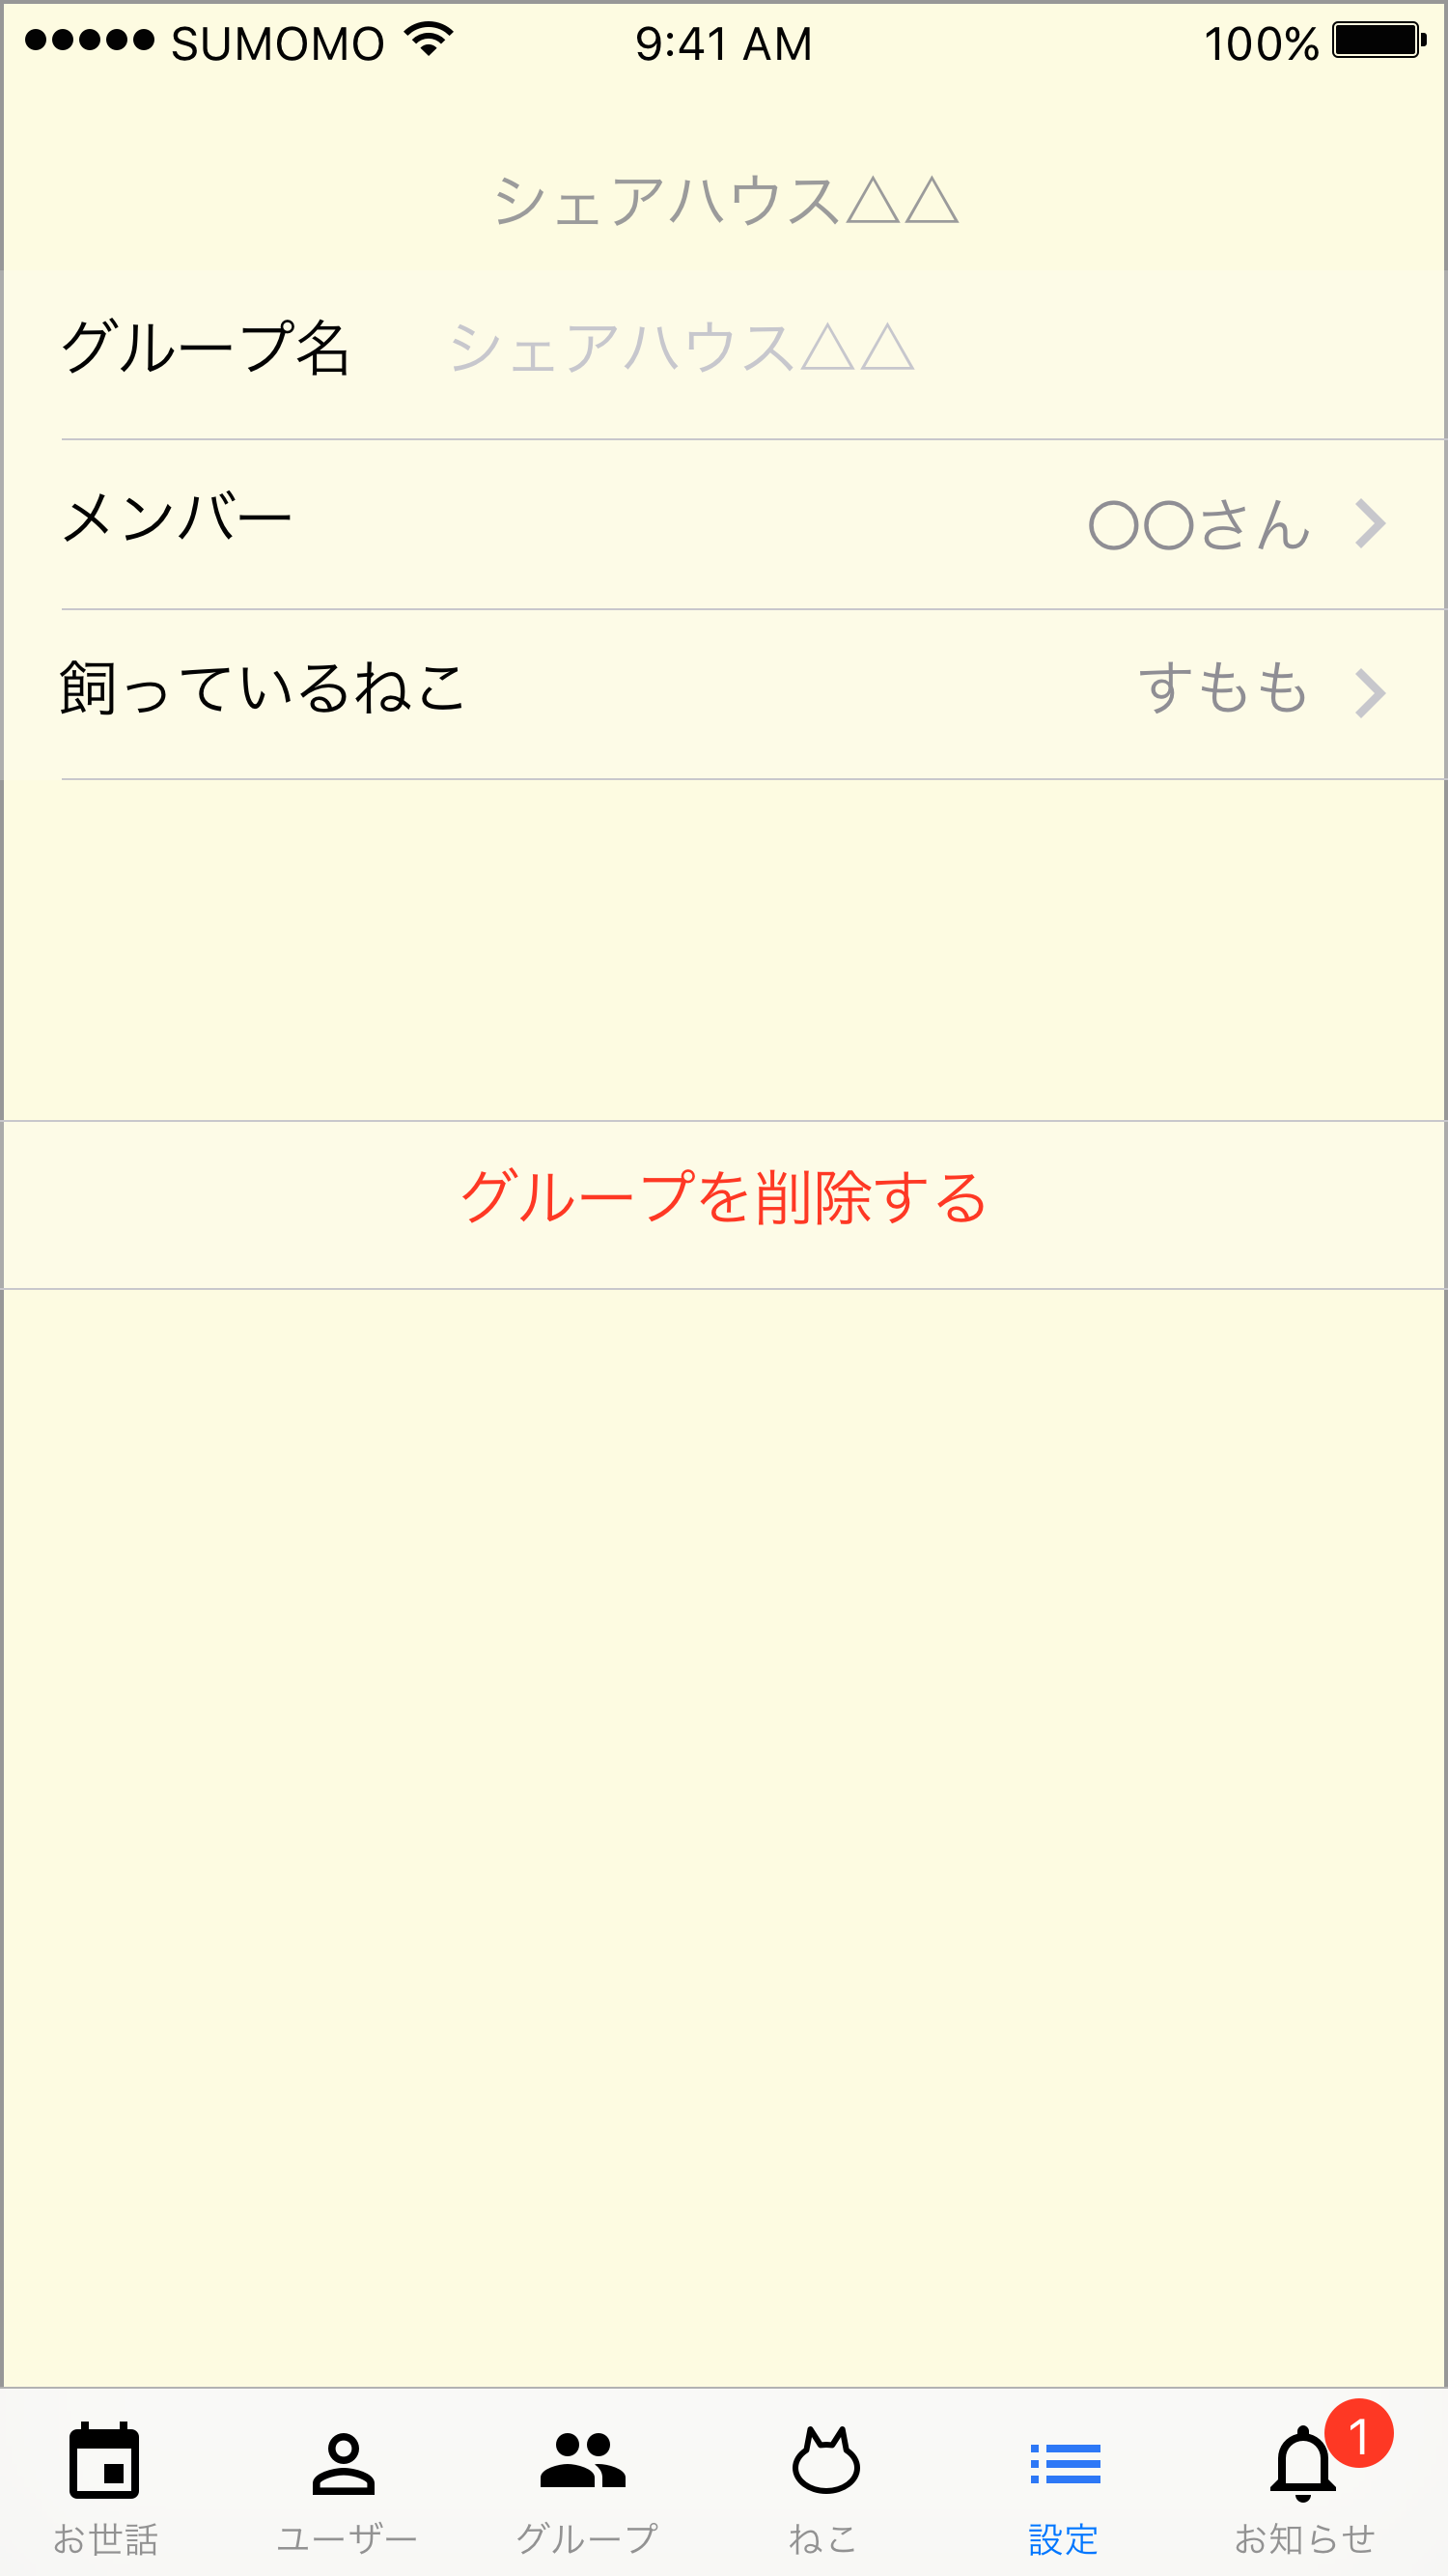 SUMOMO 9:41 AM 100%
シェアハウス△△
グループ名 シェアハウス△△
メンバー 〇〇さん
飼っているねこ すもも
グループを削除する
1
お世話 ユーザー グループ ねこ 設定 お知らせ